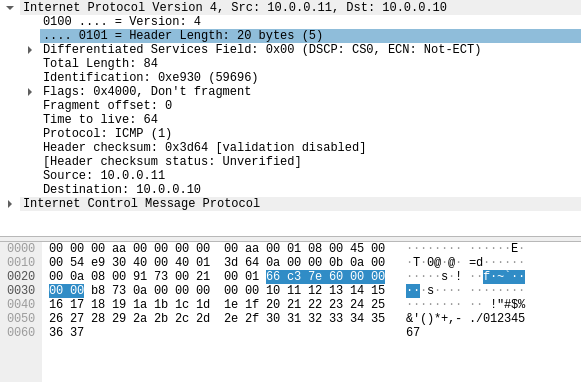 Internet Protocol Version 4, Src: 10.0.0.11, Dst: 10.0.0.10
0100 .... = Version: 4
.... 0101 = Header Length: 20 bytes (5)
Differentiated Services Field: 0x00 (DSCP: CS0, ECN: Not-ECT)
Total Length: 84
Identification: 0xe930 (59696)
Flags: 0x4000, Don't fragment
Fragment offset: 0
Time to live: 64
Protocol: ICMP (1)
Header checksum: 0x3d64 [validation disabled]
[Header checksum status: Unverified]
Source: 10.0.0.11
Destination: 10.0.0.10
Internet Control Message Protocol
0000 00 00 00 aa 00 00 00 00 00 aa 00 01 08 00 45 00 ········ ······E·
0010 00 54 e9 30 40 00 40 01 3d 64 0a 00 00 0b 0a 00 ·T·0@·@· =d······
0020 00 0a 08 00 91 73 00 21 00 01 66 c3 7e 60 00 00 ·····s·! ··f·~`··
0030 00 00 b8 73 0a 00 00 00 00 00 10 11 12 13 14 15 ···s···· ········
0040 16 17 18 19 1a 1b 1c 1d 1e 1f 20 21 22 23 24 25 ········ ·· !"#$%
0050 26 27 28 29 2a 2b 2c 2d 2e 2f 30 31 32 33 34 35 &'()*+,- ./012345
0060 36 37 67